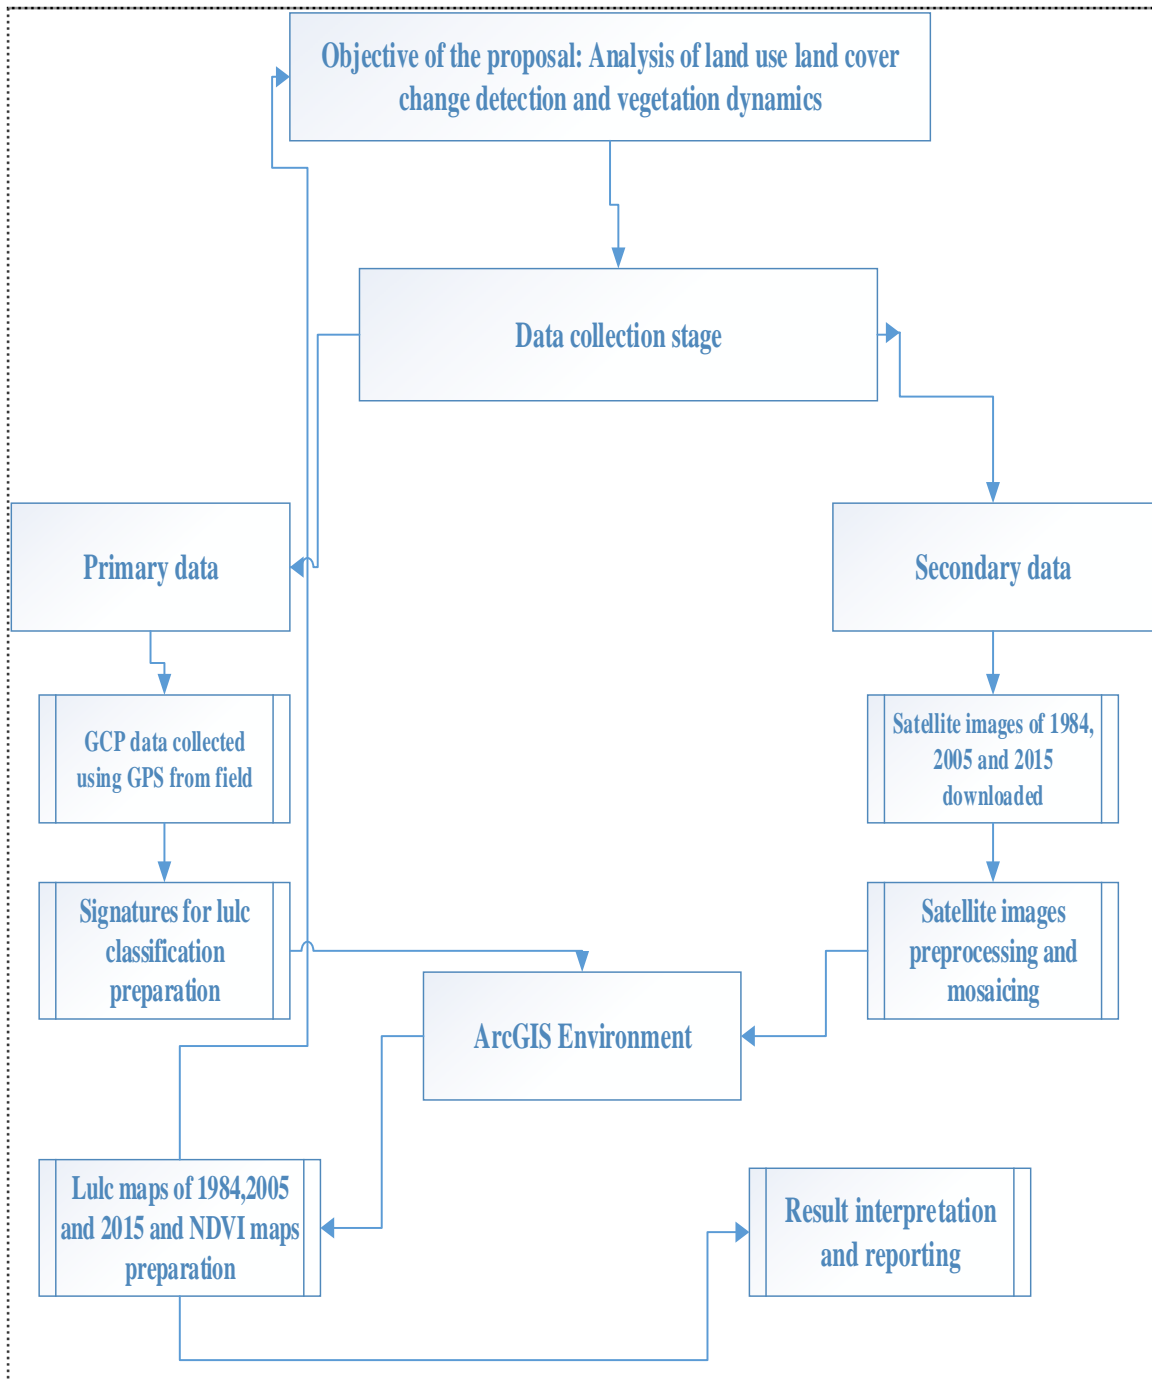 Objective of the proposal: Analysis of land use land cover
change detection and vegetation dynamics
Data collection stage
Primary data
Secondary data
GCP data collected
using GPS from field
Satellite images of 1984,
2005 and 2015
downloaded
Signatures for lulc
classification
preparation
Satellite images
preprocessing and
mosaicing
ArcGIS Environment
Lulc maps of 1984,2005
and 2015 and NDVI maps
preparation
Result interpretation
and reporting